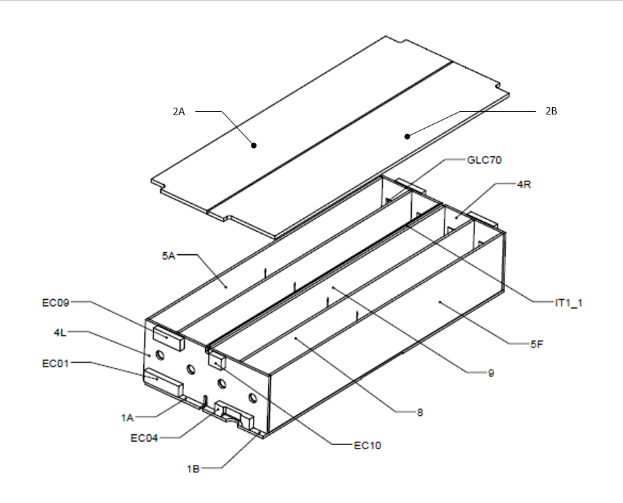 2A
2B
GLC70
4R
5A
EC09
IT1_1
4L
5F
EC01
9
1A
8
EC04
EC10
1B